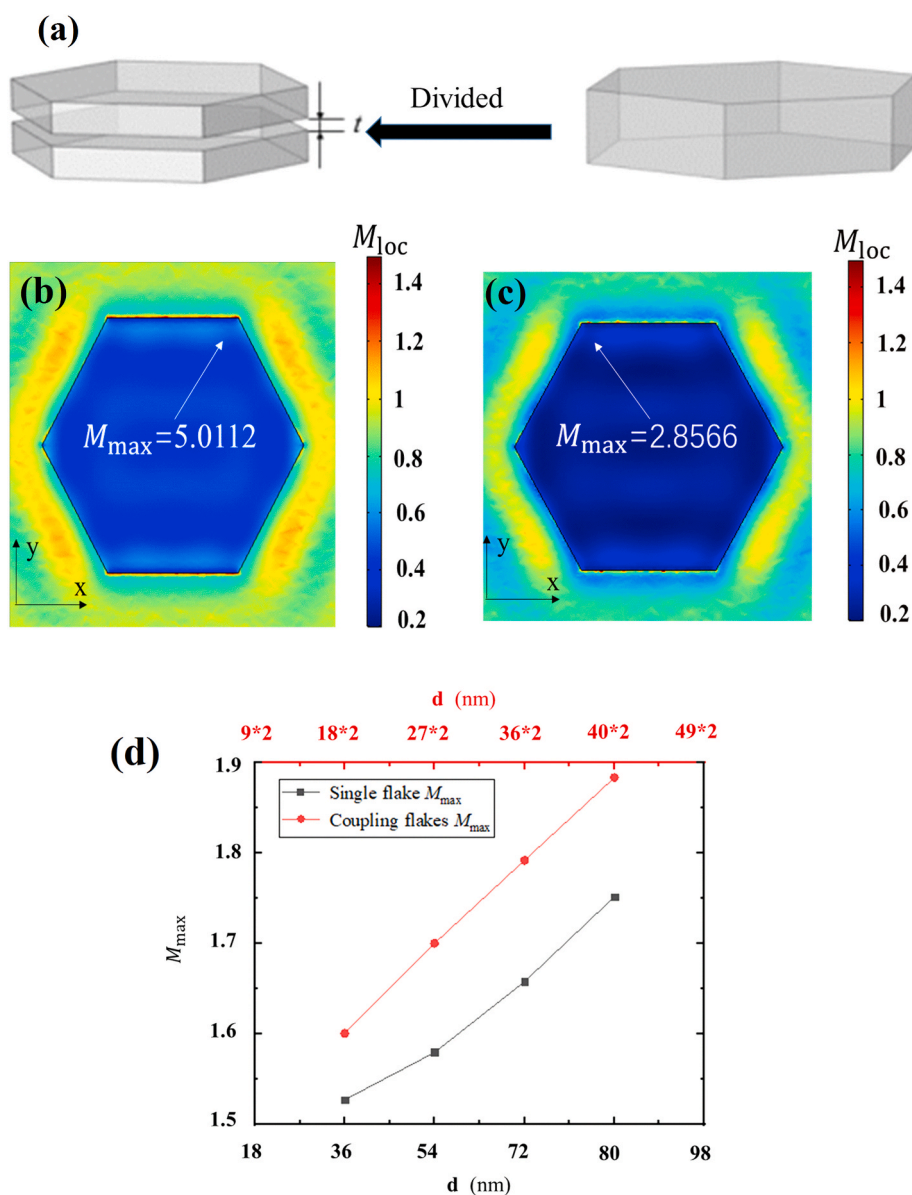 (a)
Divided
t
M_loc
(b)
1.4
1.2
1
0.8
0.6
0.4
0.2
M_max=5.0112
y
x
M_loc
(c)
1.4
1.2
1
0.8
0.6
0.4
0.2
M_max=2.8566
y
x
d (nm)
9*2 18*2 27*2 36*2 40*2 49*2
(d)
1.9
1.8
1.7
1.6
1.5
M_max
Single flake M_max
Coupling flakes M_max
18 36 54 72 80 98
d (nm)